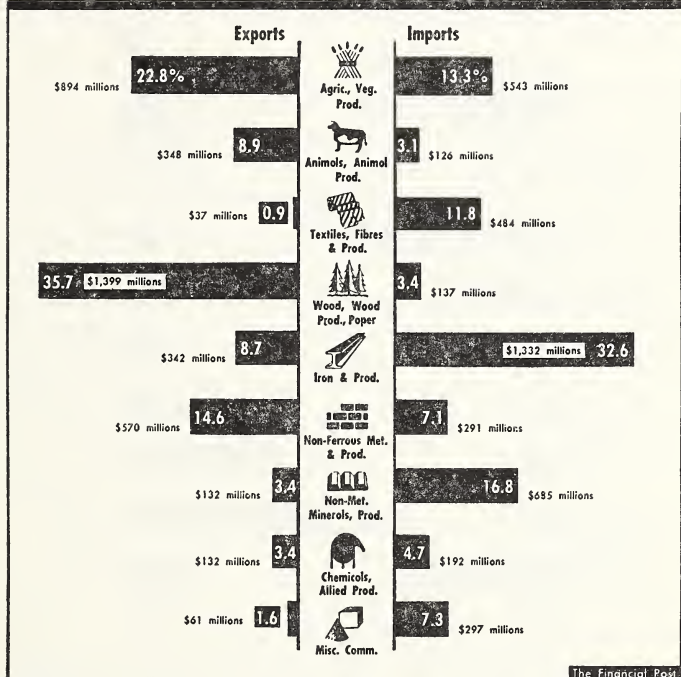 Exports Imports
$894 millions 22.8% Agric., Veg. Prod. 13.3% $543 millions
$348 millions 8.9 Animols, Animol Prod. 3.1 $126 millions
$37 millions 0.9 Textiles, Fibres & Prod. 11.8 $484 millions
35.7 $1,399 millions Wood, Wood Prod., Poper 3.4 $137 millions
$342 millions 8.7 Iron & Prod. $1,332 millions 32.6
$570 millions 14.6 Non-Ferrous Met. & Prod. 7.1 $291 millions
$132 millions 3.4 Non-Met. Minerols, Prod. 16.8 $685 millions
$132 millions 3.4 Chemicols, Allied Prod. 4.7 $192 millions
$61 millions 1.6 Misc. Comm. 7.3 $297 millions
The Financial Post